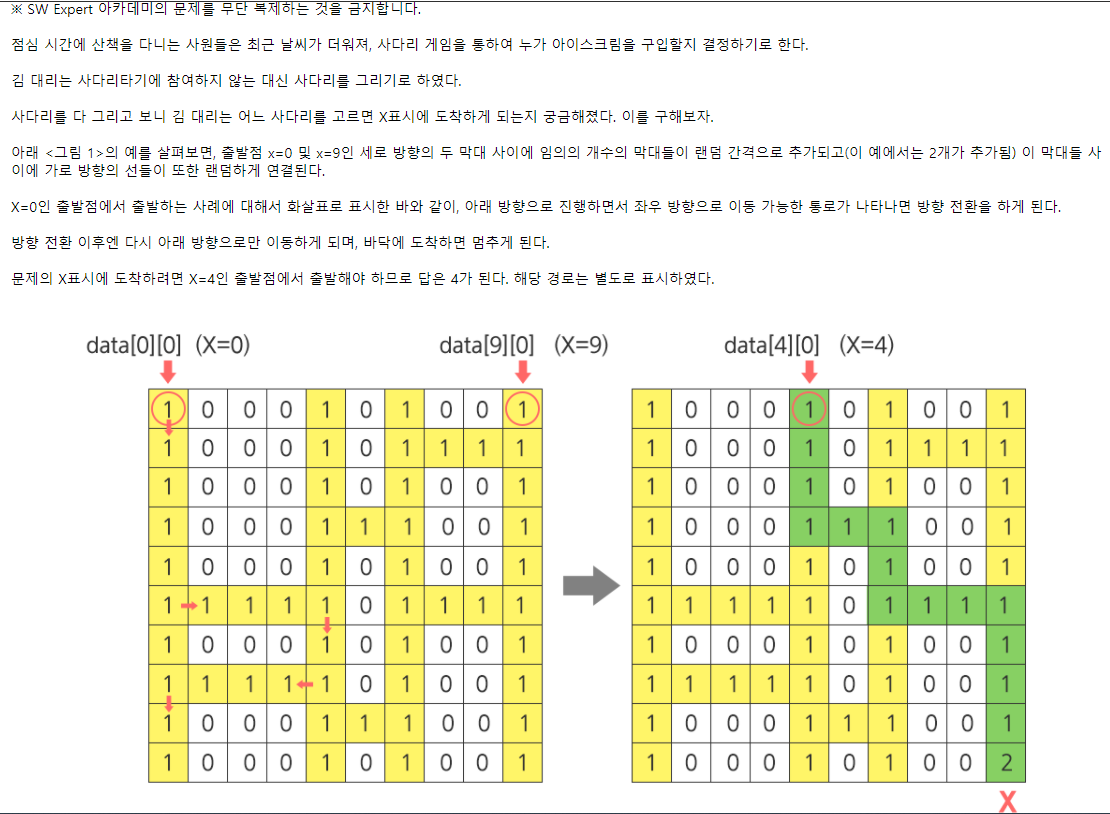 ※ SW Expert 아카데미의 문제를 무단 복제하는 것을 금지합니다.
점심 시간에 산책을 다니는 사원들은 최근 날씨가 더워져, 사다리 게임을 통하여 누가 아이스크림을 구입할지 결정하기로 한다.
김 대리는 사다리타기에 참여하지 않는 대신 사다리를 그리기로 하였다.
사다리를 다 그리고 보니 김 대리는 어느 사다리를 고르면 X표시에 도착하게 되는지 궁금해졌다. 이를 구해보자.
아래 <그림 1>의 예를 살펴보면, 출발점 x=0 및 x=9인 세로 방향의 두 막대 사이에 임의의 개수의 막대들이 랜덤 간격으로 추가되고(이 예에서는 2개가 추가됨) 이 막대들 사
이에 가로 방향의 선들이 또한 랜덤하게 연결된다.
X=0인 출발점에서 출발하는 사례에 대해서 화살표로 표시한 바와 같이, 아래 방향으로 진행하면서 좌우 방향으로 이동 가능한 통로가 나타나면 방향 전환을 하게 된다.
방향 전환 이후엔 다시 아래 방향으로만 이동하게 되며, 바닥에 도착하면 멈추게 된다.
문제의 X표시에 도착하려면 X=4인 출발점에서 출발해야 하므로 답은 4가 된다. 해당 경로는 별도로 표시하였다.
data[0][0] (X=0) data[9][0] (X=9) data[4][0] (X=4)
1 0 0 0 1 0 1 0 0 1 1 0 0 0 1 0 1 0 0 1
1 0 0 0 1 0 1 1 1 1 1 0 0 0 1 0 1 1 1 1
1 0 0 0 1 0 1 0 0 1 1 0 0 0 1 0 1 0 0 1
1 0 0 0 1 1 1 0 0 1 1 0 0 0 1 1 1 0 0 1
1 0 0 0 1 0 1 0 0 1 1 0 0 0 1 0 1 0 0 1
1 1 1 1 1 0 1 1 1 1 1 1 1 1 1 0 1 1 1 1
1 0 0 0 1 0 1 0 0 1 1 0 0 0 1 0 1 0 0 1
1 1 1 1 1 0 1 0 0 1 1 1 1 1 1 0 1 0 0 1
1 0 0 0 1 1 1 0 0 1 1 0 0 0 1 1 1 0 0 1
1 0 0 0 1 0 1 0 0 1 1 0 0 0 1 0 1 0 0 2
X